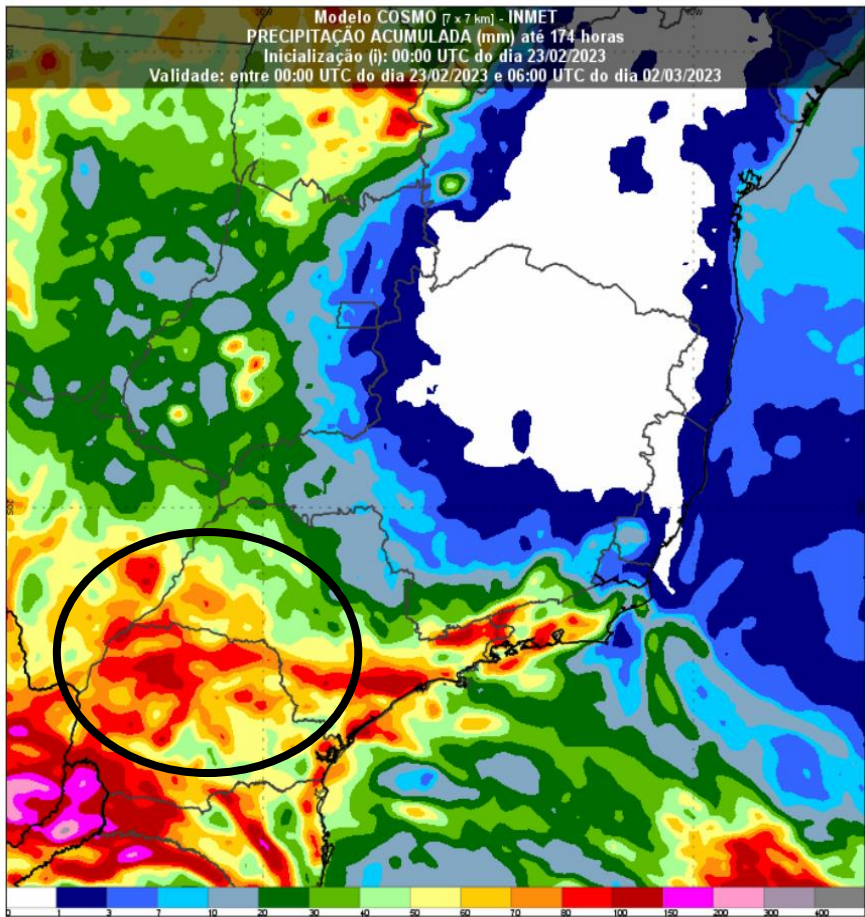 Modelo COSMO [7 x 7 km] - INMET
PRECIPITAÇÃO ACUMULADA (mm) até 174 horas
Inicialização (i): 00:00 UTC do dia 23/02/2023
Validade: entre 00:00 UTC do dia 23/02/2023 e 06:00 UTC do dia 02/03/2023
0 1 3 7 10 20 30 40 50 60 70 80 100 150 200 300 400